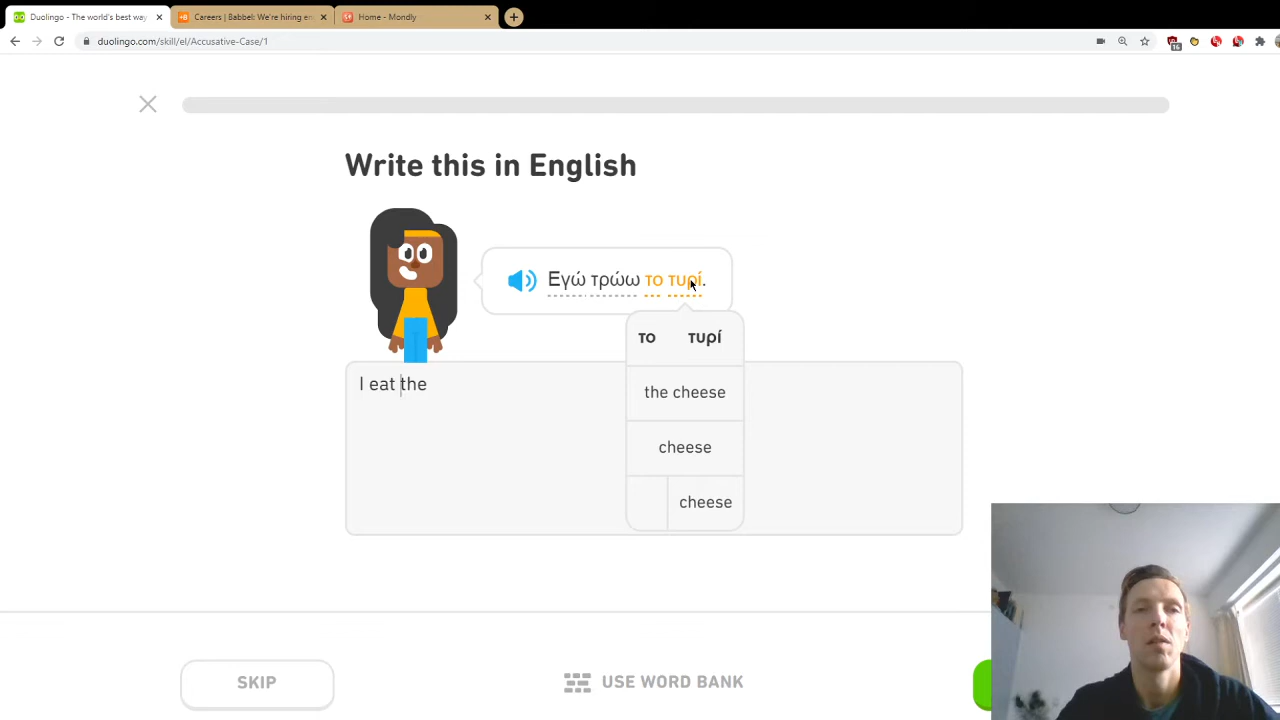 Duolingo - The world's best way
Careers | Babbel: We're hiring en
Home - Mondly
duolingo.com/skill/el/Accusative-Case/1
16
Write this in English
Εγώ τρώω το τυρί.
το τυρί
the cheese
cheese
cheese
I eat the
SKIP
USE WORD BANK